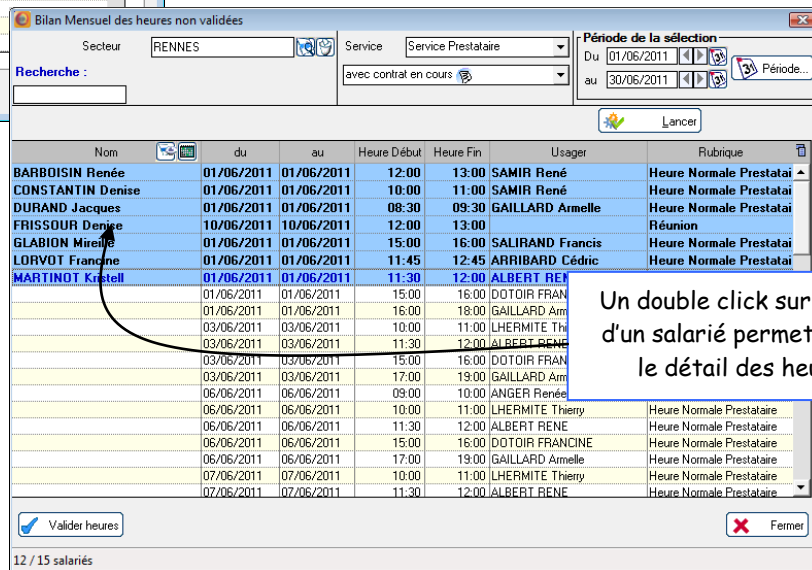 Bilan Mensuel des heures non validées
Secteur RENNES Service Service Prestataire
Période de la sélection
Du 01/06/2011
Recherche : avec contrat en cours au 30/06/2011 Période...
Lancer
Nom du au Heure Début Heure Fin Usager Rubrique
BARBOISIN Renée 01/06/2011 01/06/2011 12:00 13:00 SAMIR René Heure Normale Prestatai
CONSTANTIN Denise 01/06/2011 01/06/2011 10:00 11:00 SAMIR René Heure Normale Prestatai
DURAND Jacques 01/06/2011 01/06/2011 08:30 09:30 GAILLARD Armelle Heure Normale Prestatai
FRISSOUR Denise 10/06/2011 10/06/2011 12:00 13:00 Réunion
GLABION Mireille 01/06/2011 01/06/2011 15:00 16:00 SALIRAND Francis Heure Normale Prestatai
LORVOT Francine 01/06/2011 01/06/2011 11:45 12:45 ARRIBARD Cédric Heure Normale Prestatai
MARTINOT Kristell 01/06/2011 01/06/2011 11:30 12:00 ALBERT REN
01/06/2011 01/06/2011 15:00 16:00 DOTOIR FRAN
01/06/2011 01/06/2011 16:00 18:00 GAILLARD Arm
03/06/2011 03/06/2011 10:00 11:00 LHERMITE Thi
03/06/2011 03/06/2011 11:30 12:00 ALBERT RENE
03/06/2011 03/06/2011 15:00 16:00 DOTOIR FRAN
03/06/2011 03/06/2011 17:00 19:00 GAILLARD Arm
06/06/2011 06/06/2011 09:00 10:00 ANGER Renée
06/06/2011 06/06/2011 10:00 11:00 LHERMITE Thierry Heure Normale Prestataire
06/06/2011 06/06/2011 11:30 12:00 ALBERT RENE Heure Normale Prestataire
06/06/2011 06/06/2011 15:00 16:00 DOTOIR FRANCINE Heure Normale Prestataire
06/06/2011 06/06/2011 17:00 19:00 GAILLARD Armelle Heure Normale Prestataire
07/06/2011 07/06/2011 10:00 11:00 LHERMITE Thierry Heure Normale Prestataire
07/06/2011 07/06/2011 11:30 12:00 ALBERT RENE Heure Normale Prestataire
Un double click sur
d'un salarié permet
le détail des heu
Valider heures Fermer
12 / 15 salariés